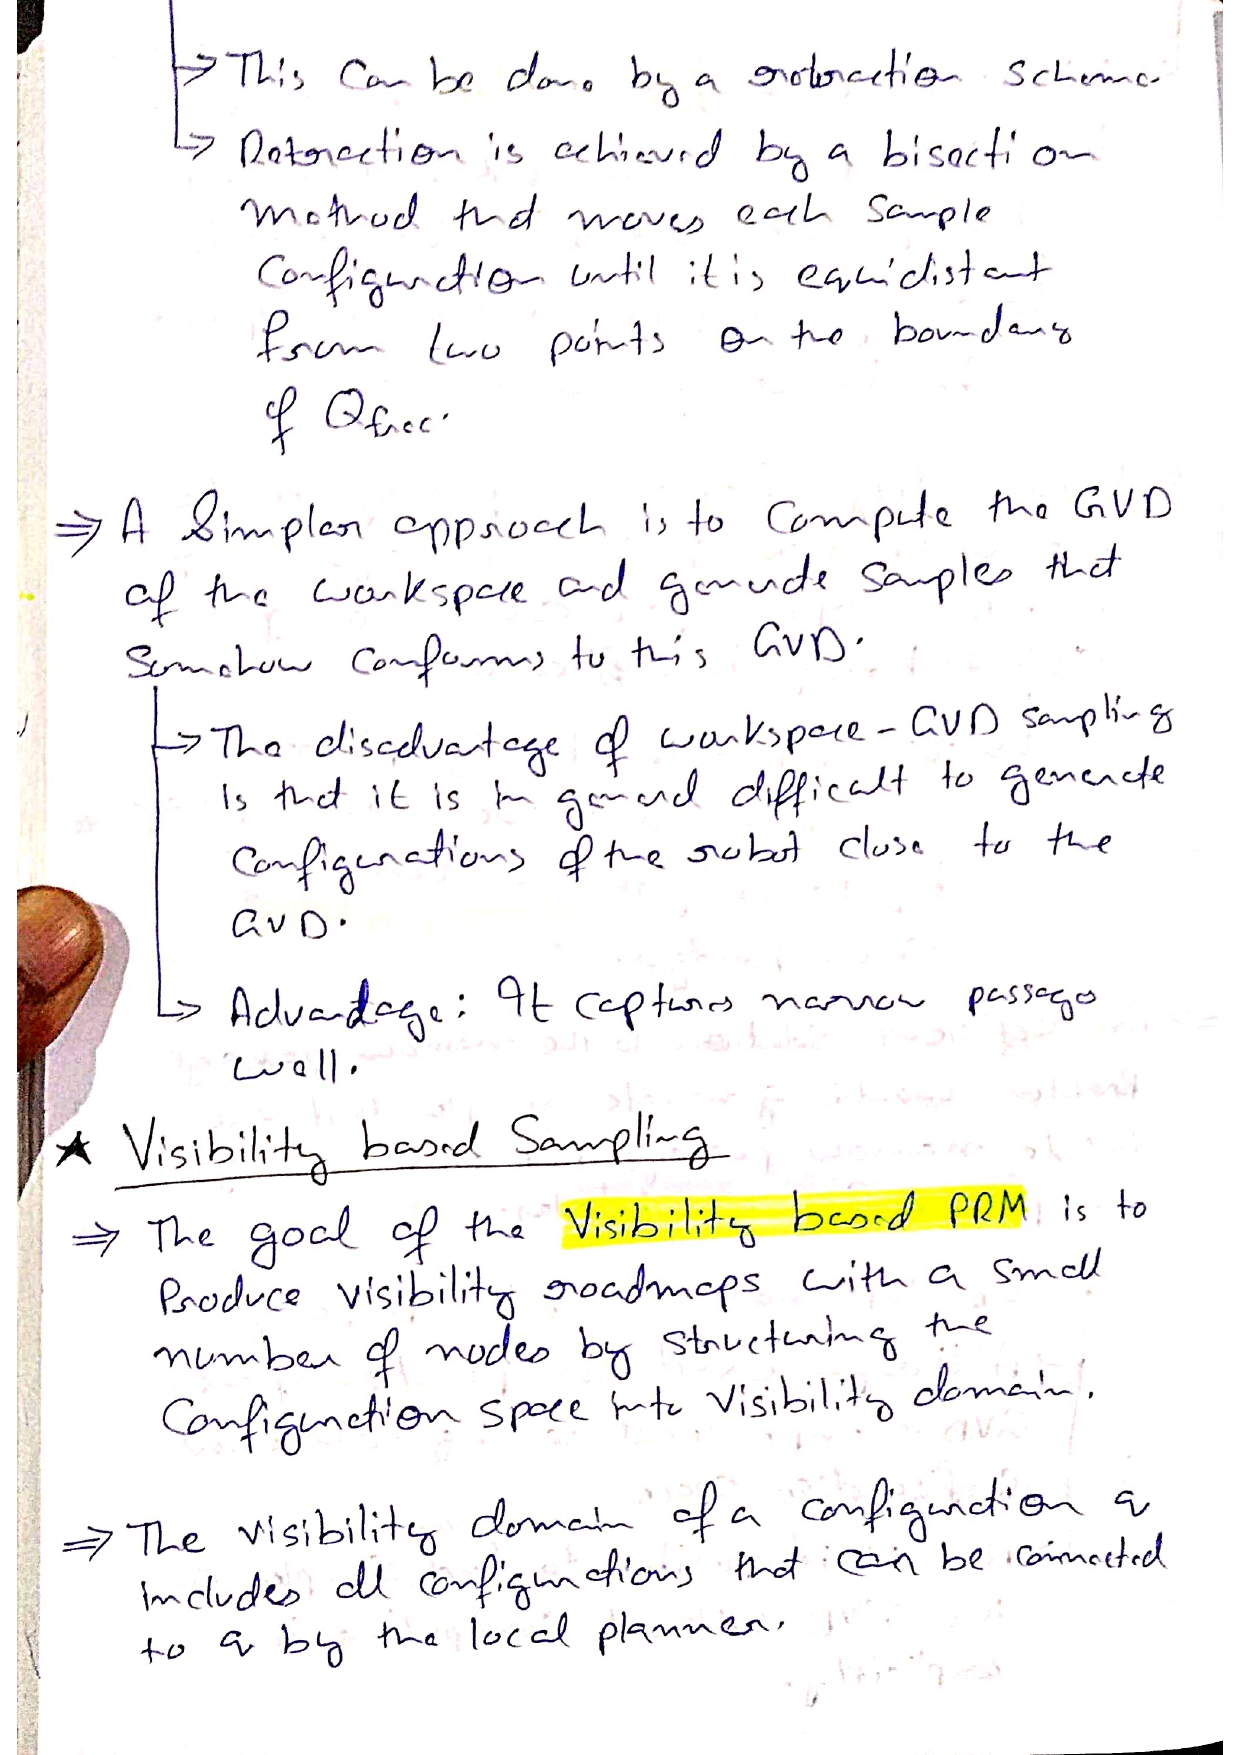 → This can be done by a retraction scheme.
→ Retraction is achieved by a bisection
method that moves each sample
configuration until it is equidistant
from two points on the boundary
of Qfree.
⇒ A simpler approach is to compute the GVD
of the workspace and generate samples that
somehow conforms to this GVD.
→ The disadvantage of workspace-GVD sampling
is that it is in general difficult to generate
configurations of the robot close to the
GVD.
→ Advantage: It captures narrow passage
well.
★ Visibility based Sampling
⇒ The goal of the Visibility based PRM is to
Produce visibility roadmaps with a small
number of nodes by structuring the
Configuration space into visibility domain.
⇒ The visibility domain of a configuration q
includes all configurations that can be connected
to q by the local planner.